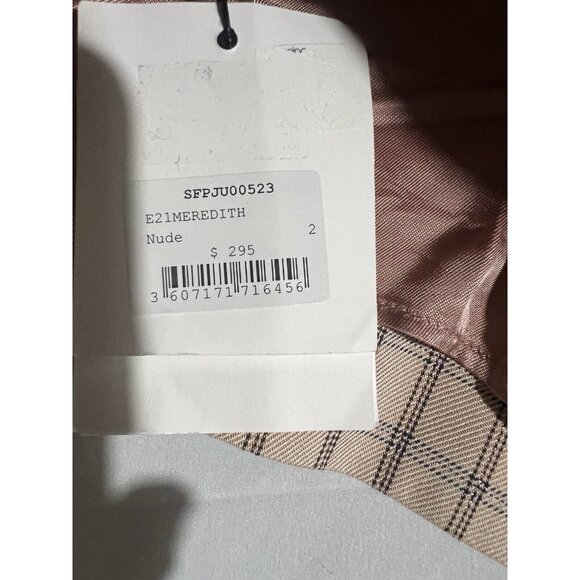 SFPJU00523
E21MEREDITH
Nude 2
$ 295
3 607171 716456